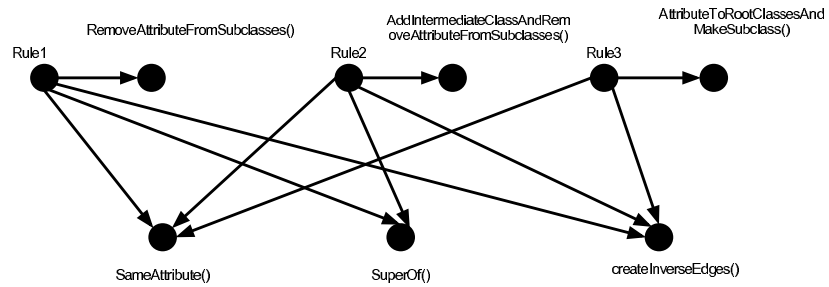 RemoveAttributeFromSubclasses()
AddIntermediateClassAndRem
oveAttributeFromSubclasses()
AttributeToRootClassesAnd
MakeSubclass()
Rule1
Rule2
Rule3
SameAttribute()
SuperOf()
createInverseEdges()